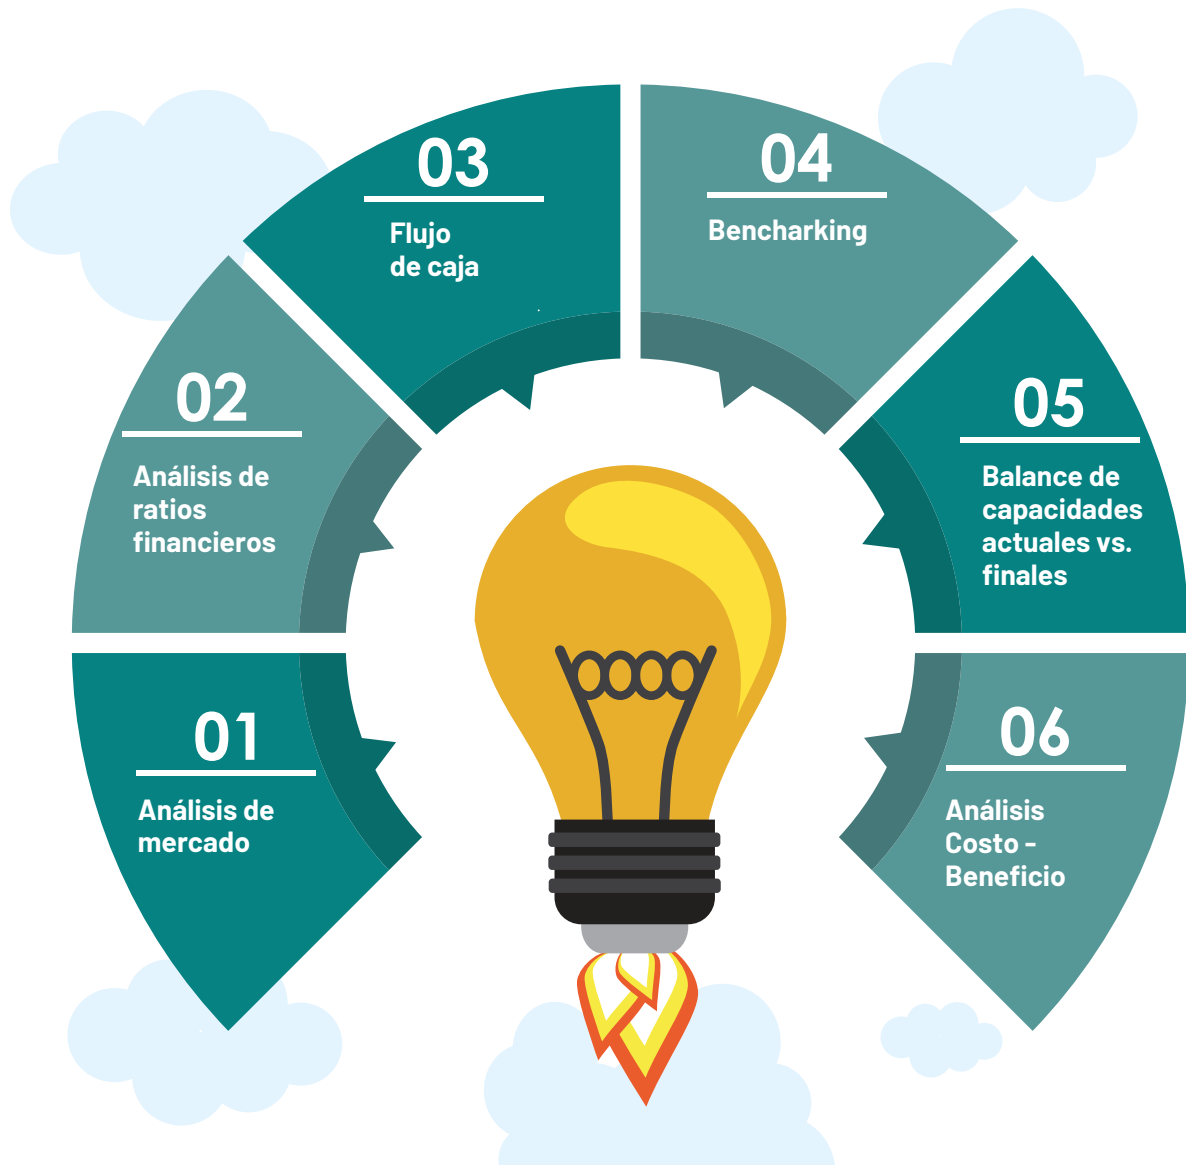 01
Análisis de
mercado
02
Análisis de
ratios
financieros
03
Flujo
de caja
04
Bencharking
05
Balance de
capacidades
actuales vs.
finales
06
Análisis
Costo -
Beneficio